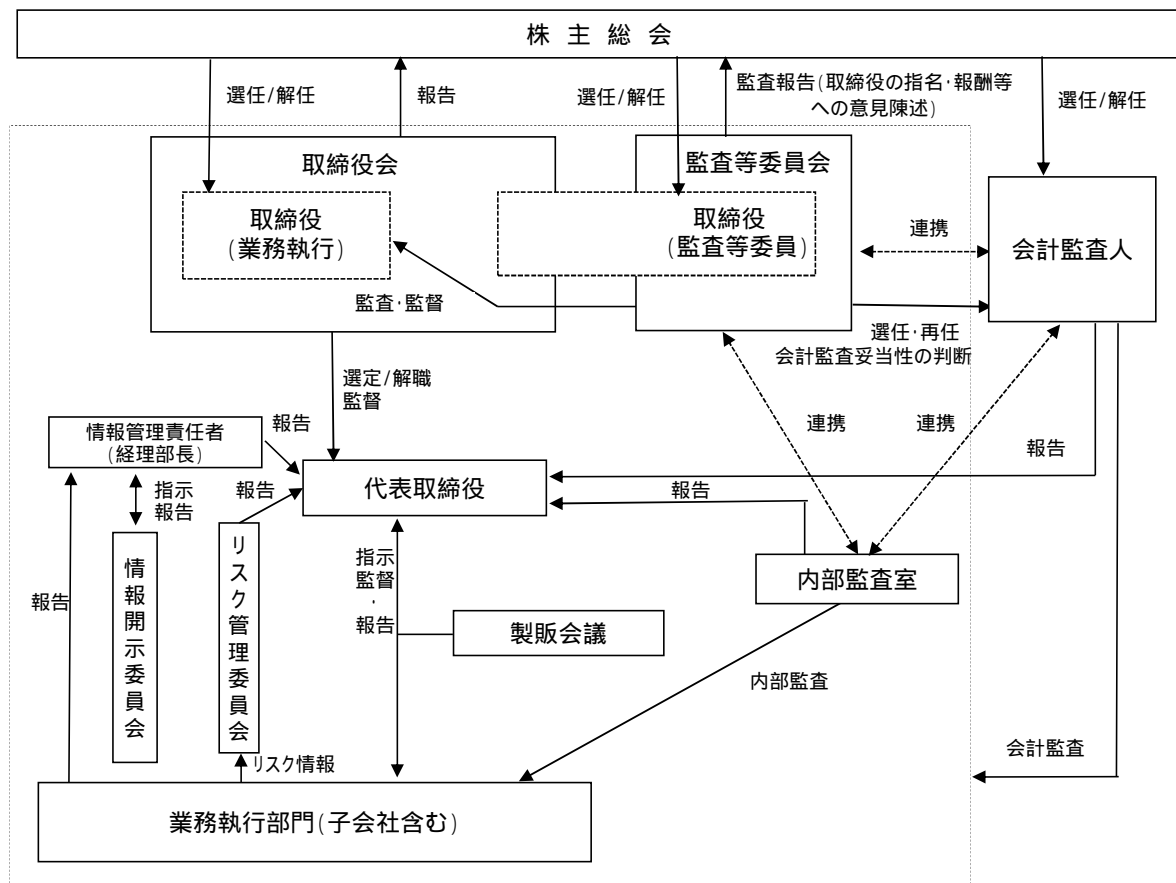 株 主 総 会
選任/解任
報告
選任/解任
監査報告(取締役の指名・報酬等
への意見陳述)
選任/解任
取締役会
監査等委員会
取締役
(業務執行)
取締役
(監査等委員)
連携
会計監査人
監査・監督
選任・再任
会計監査妥当性の判断
選定/解職
監督
情報管理責任者
(経理部長)
報告
連携
連携
報告
代表取締役
指示
報告
報告
報告
リスク管理委員会
情報開示委員会
指示
監督
・
報告
内部監査室
報告
製販会議
内部監査
会計監査
リスク情報
業務執行部門(子会社含む)